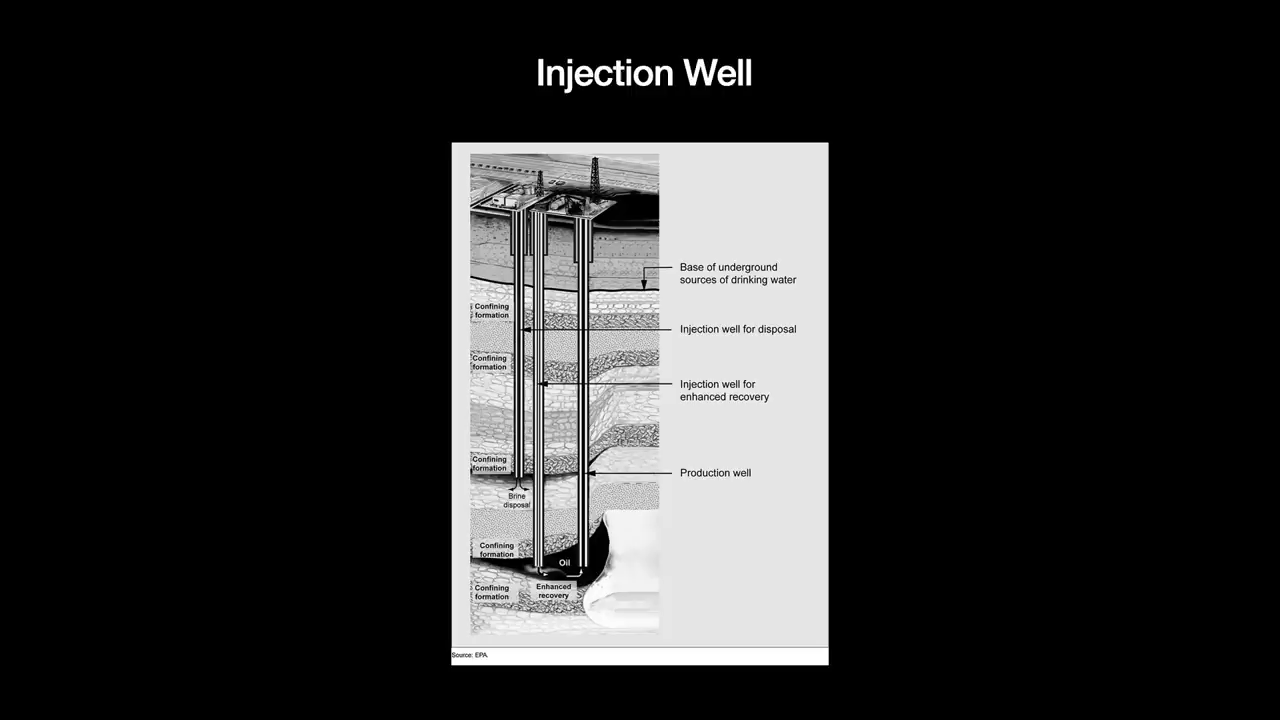 Injection Well
Base of underground
sources of drinking water
Confining
formation
Injection well for disposal
Confining
formation
Injection well for
enhanced recovery
Confining
formation
Production well
Brine
disposal
Confining
formation
Oil
Enhanced
recovery
Confining
formation
Source: EPA.